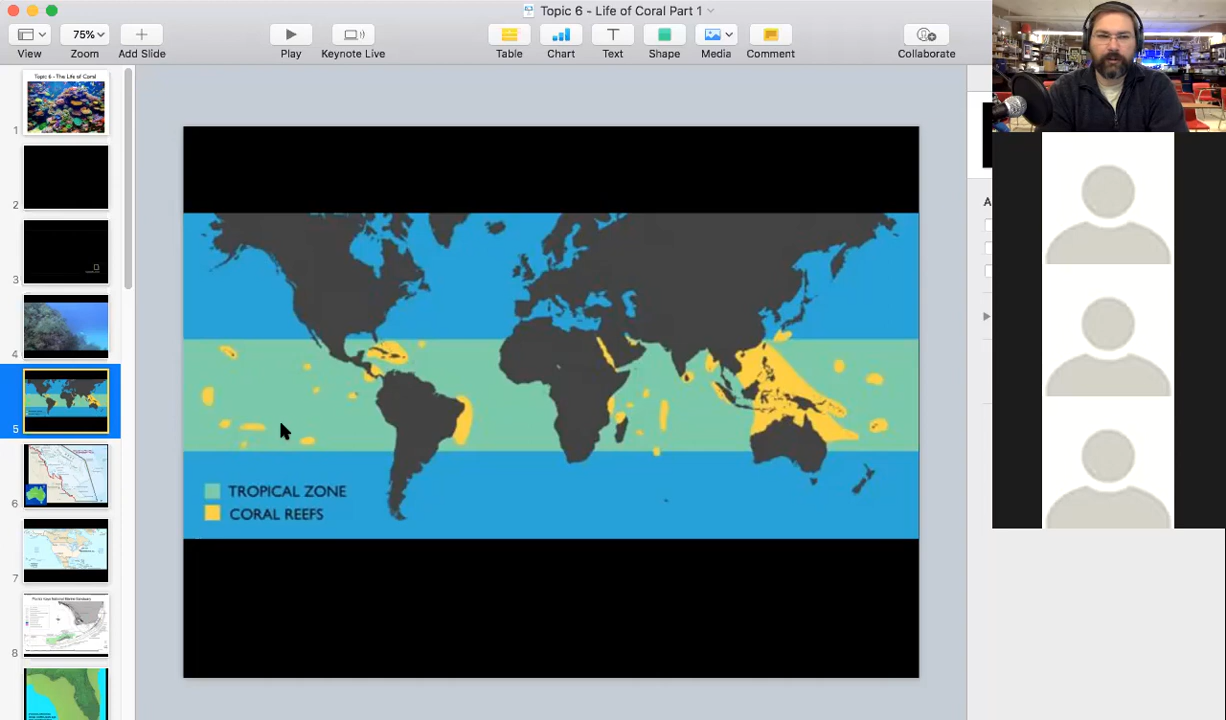 Topic 6 - Life of Coral Part 1
75%
View
Zoom
Add Slide
Play
Keynote Live
Table
Chart
Text
Shape
Media
Comment
Collaborate
T
Topic 6 - The Life of Coral
1
2
3
4
5
6
7
8
TROPICAL ZONE
CORAL REEFS
A